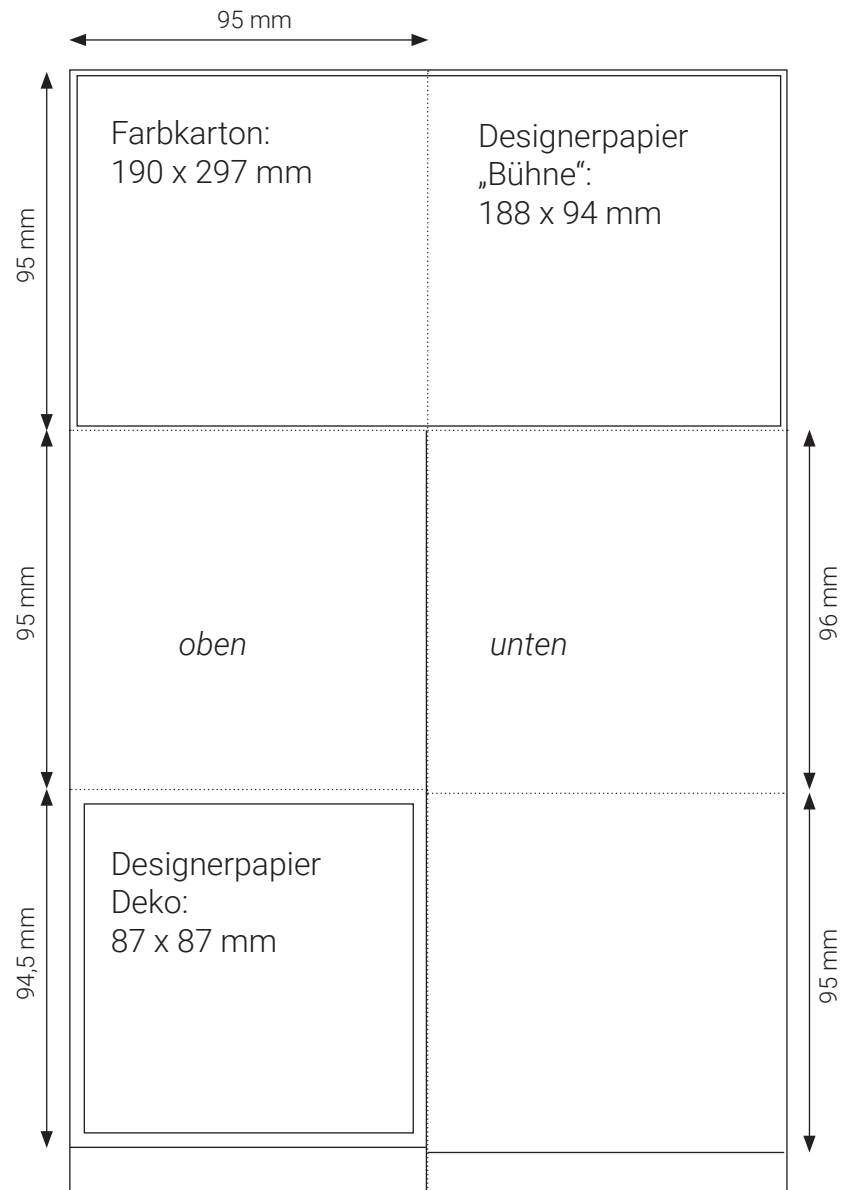 95 mm
95 mm
Farbkarton:
190 x 297 mm
Designerpapier
„Bühne“:
188 x 94 mm
95 mm
oben
unten
96 mm
94,5 mm
Designerpapier
Deko:
87 x 87 mm
95 mm